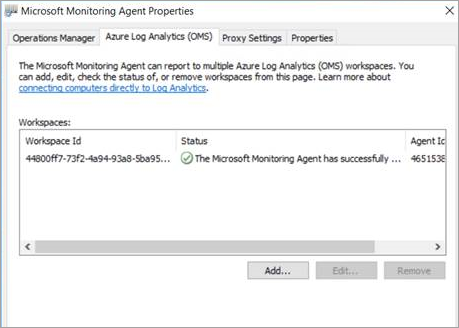 Microsoft Monitoring Agent Properties
Operations Manager Azure Log Analytics (OMS) Proxy Settings Properties
The Microsoft Monitoring Agent can report to multiple Azure Log Analytics (OMS) workspaces. You
can add, edit, check the status of, or remove workspaces from this page. Learn more about
connecting computers directly to Log Analytics.
Workspaces:
Workspace Id Status Agent Id
44800ff7-73f2-4a94-93a8-5ba95... The Microsoft Monitoring Agent has successfully ... 4651538
Add... Edit... Remove